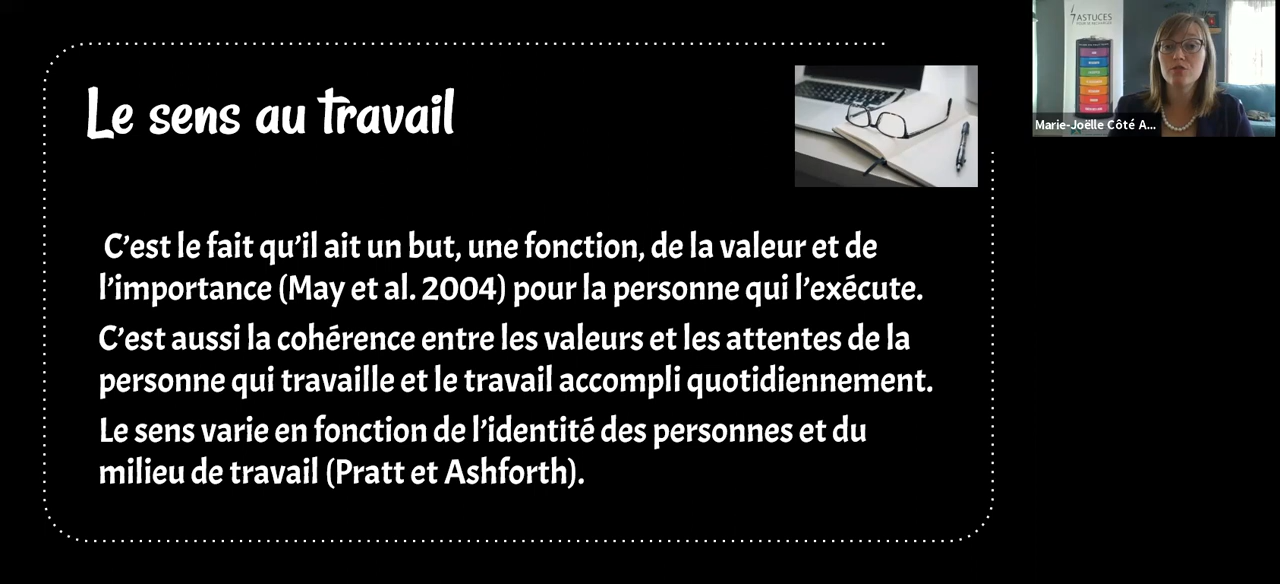 Le sens au travail
C'est le fait qu'il ait un but, une fonction, de la valeur et de
l'importance (May et al. 2004) pour la personne qui l'exécute.
C'est aussi la cohérence entre les valeurs et les attentes de la
personne qui travaille et le travail accompli quotidiennement.
Le sens varie en fonction de l'identité des personnes et du
milieu de travail (Pratt et Ashforth).
7 ASTUCES
Marie-Joëlle Côté A...